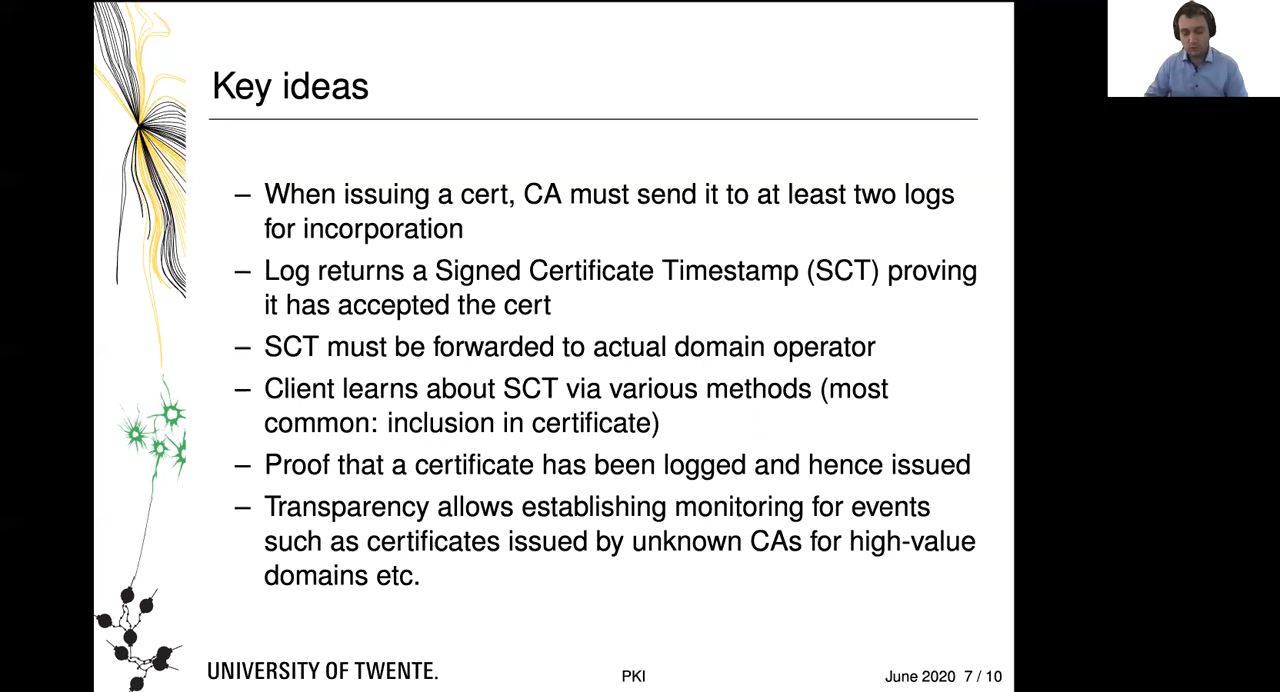 Key ideas
– When issuing a cert, CA must send it to at least two logs
for incorporation
– Log returns a Signed Certificate Timestamp (SCT) proving
it has accepted the cert
– SCT must be forwarded to actual domain operator
– Client learns about SCT via various methods (most
common: inclusion in certificate)
– Proof that a certificate has been logged and hence issued
– Transparency allows establishing monitoring for events
such as certificates issued by unknown CAs for high-value
domains etc.
UNIVERSITY OF TWENTE. PKI June 2020 7 / 10